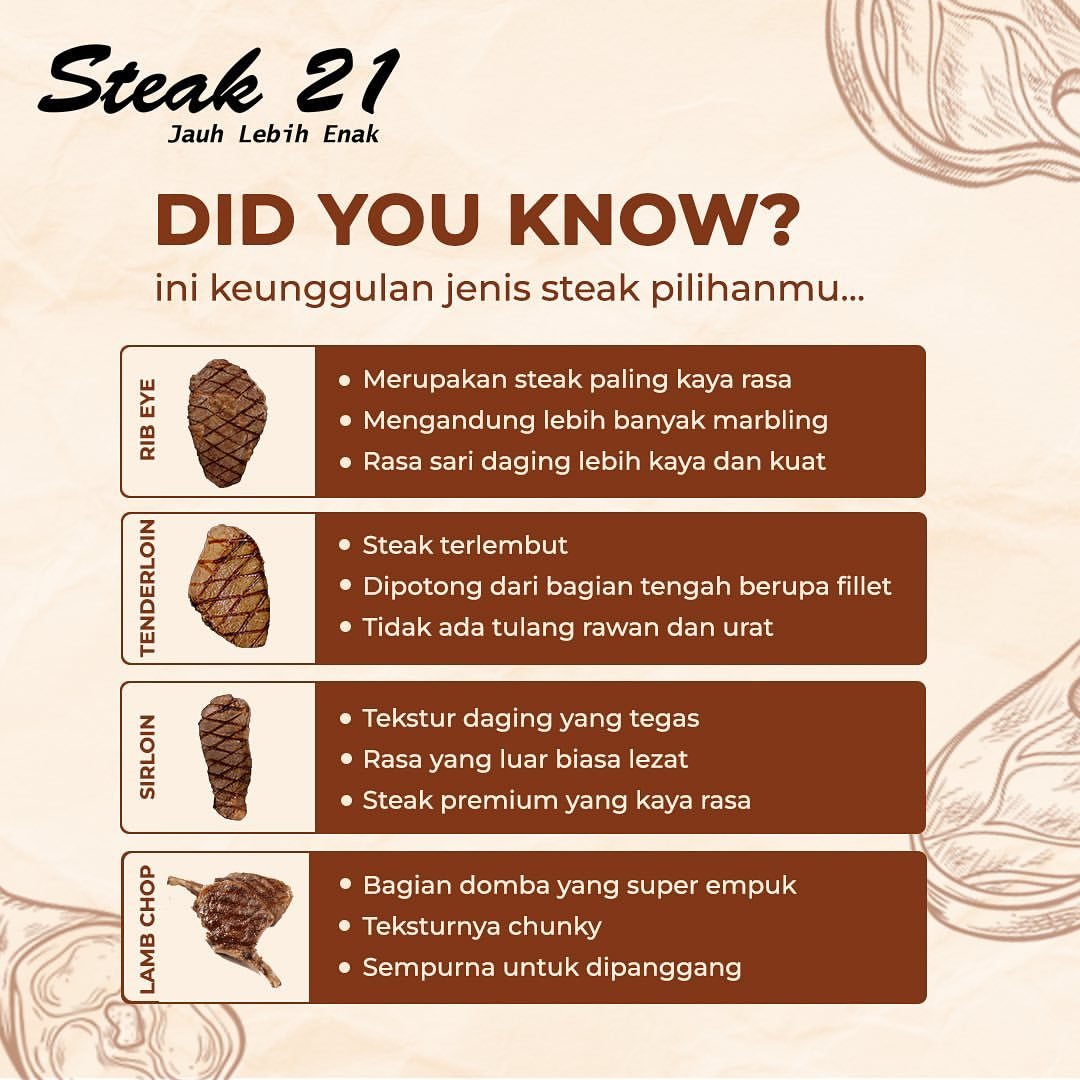 Steak 21
Jauh Lebih Enak
DID YOU KNOW?
ini keunggulan jenis steak pilihanmu...
RIB EYE
Merupakan steak paling kaya rasa
Mengandung lebih banyak marbling
Rasa sari daging lebih kaya dan kuat
TENDERLOIN
Steak terlembut
Dipotong dari bagian tengah berupa fillet
Tidak ada tulang rawan dan urat
SIRLOIN
Tekstur daging yang tegas
Rasa yang luar biasa lezat
Steak premium yang kaya rasa
LAMB CHOP
Bagian domba yang super empuk
Teksturnya chunky
Sempurna untuk dipanggang